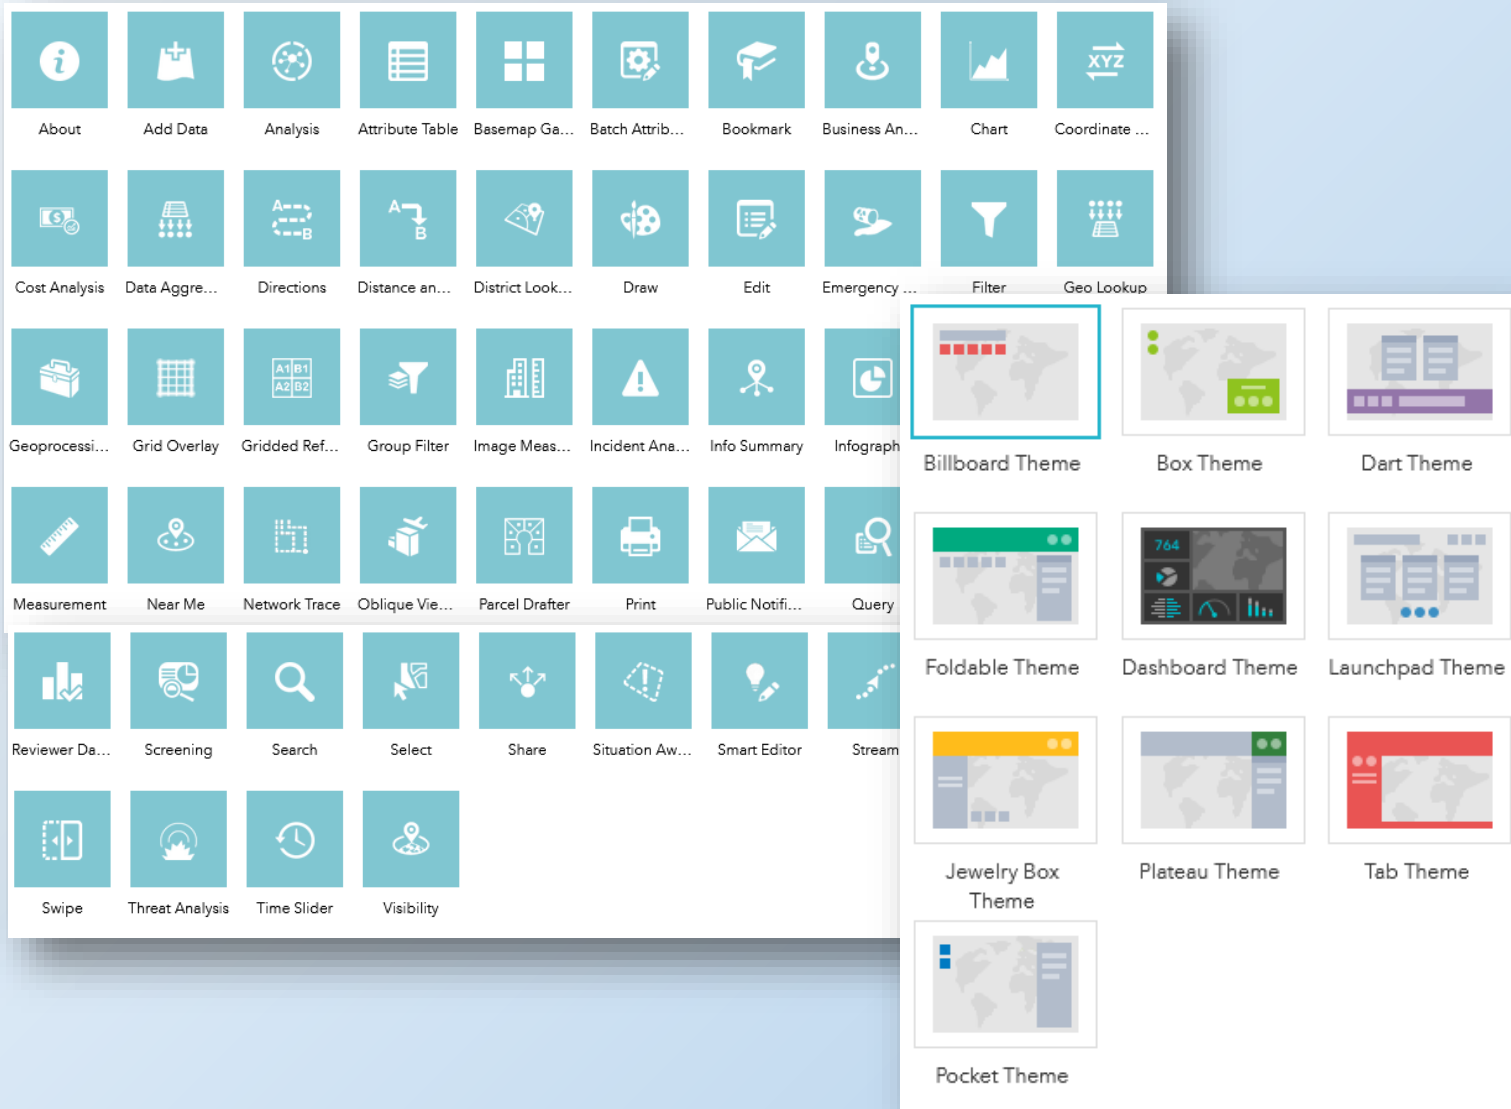 About
Add Data
Analysis
Attribute Table
Basemap Ga...
Batch Attrib...
Bookmark
Business An...
Chart
XYZ
Coordinate ...
$
Cost Analysis
Data Aggre...
A
B
Directions
A
B
Distance an...
District Look...
Draw
Edit
Emergency ...
Filter
Geo Lookup
Geoprocessi...
Grid Overlay
A1 B1
A2 B2
Gridded Ref...
Group Filter
Image Meas...
Incident Ana...
Info Summary
Infograph
Measurement
Near Me
Network Trace
Oblique Vie...
Parcel Drafter
Print
Public Notifi...
Query
Reviewer Da...
Screening
Search
Select
Share
Situation Aw...
Smart Editor
Stream
Swipe
Threat Analysis
Time Slider
Visibility
Billboard Theme
Box Theme
Dart Theme
Foldable Theme
764
Dashboard Theme
Launchpad Theme
Jewelry Box
Theme
Plateau Theme
Tab Theme
Pocket Theme